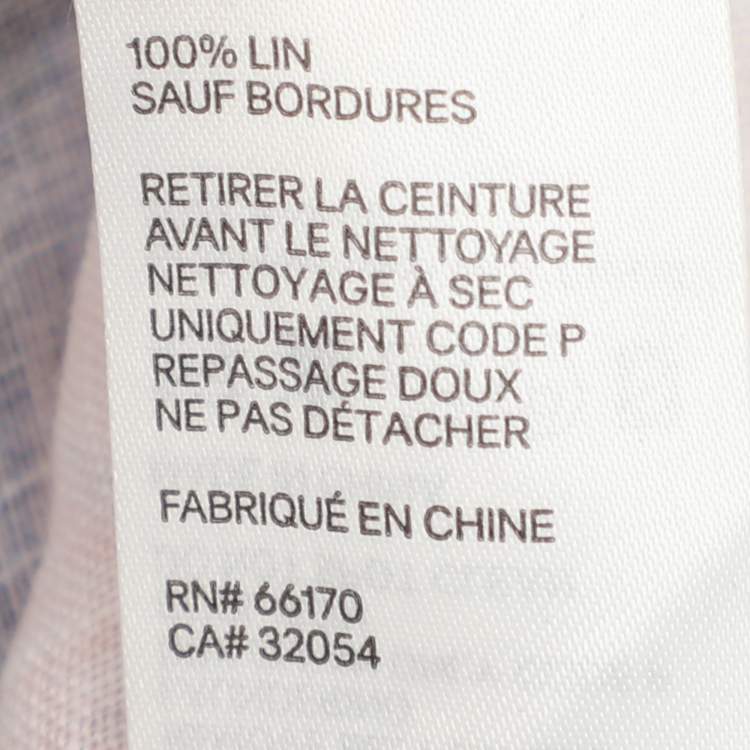 100% LIN
SAUF BORDURES
RETIRER LA CEINTURE
AVANT LE NETTOYAGE
NETTOYAGE À SEC
UNIQUEMENT CODE P
REPASSAGE DOUX
NE PAS DÉTACHER
FABRIQUÉ EN CHINE
RN# 66170
CA# 32054